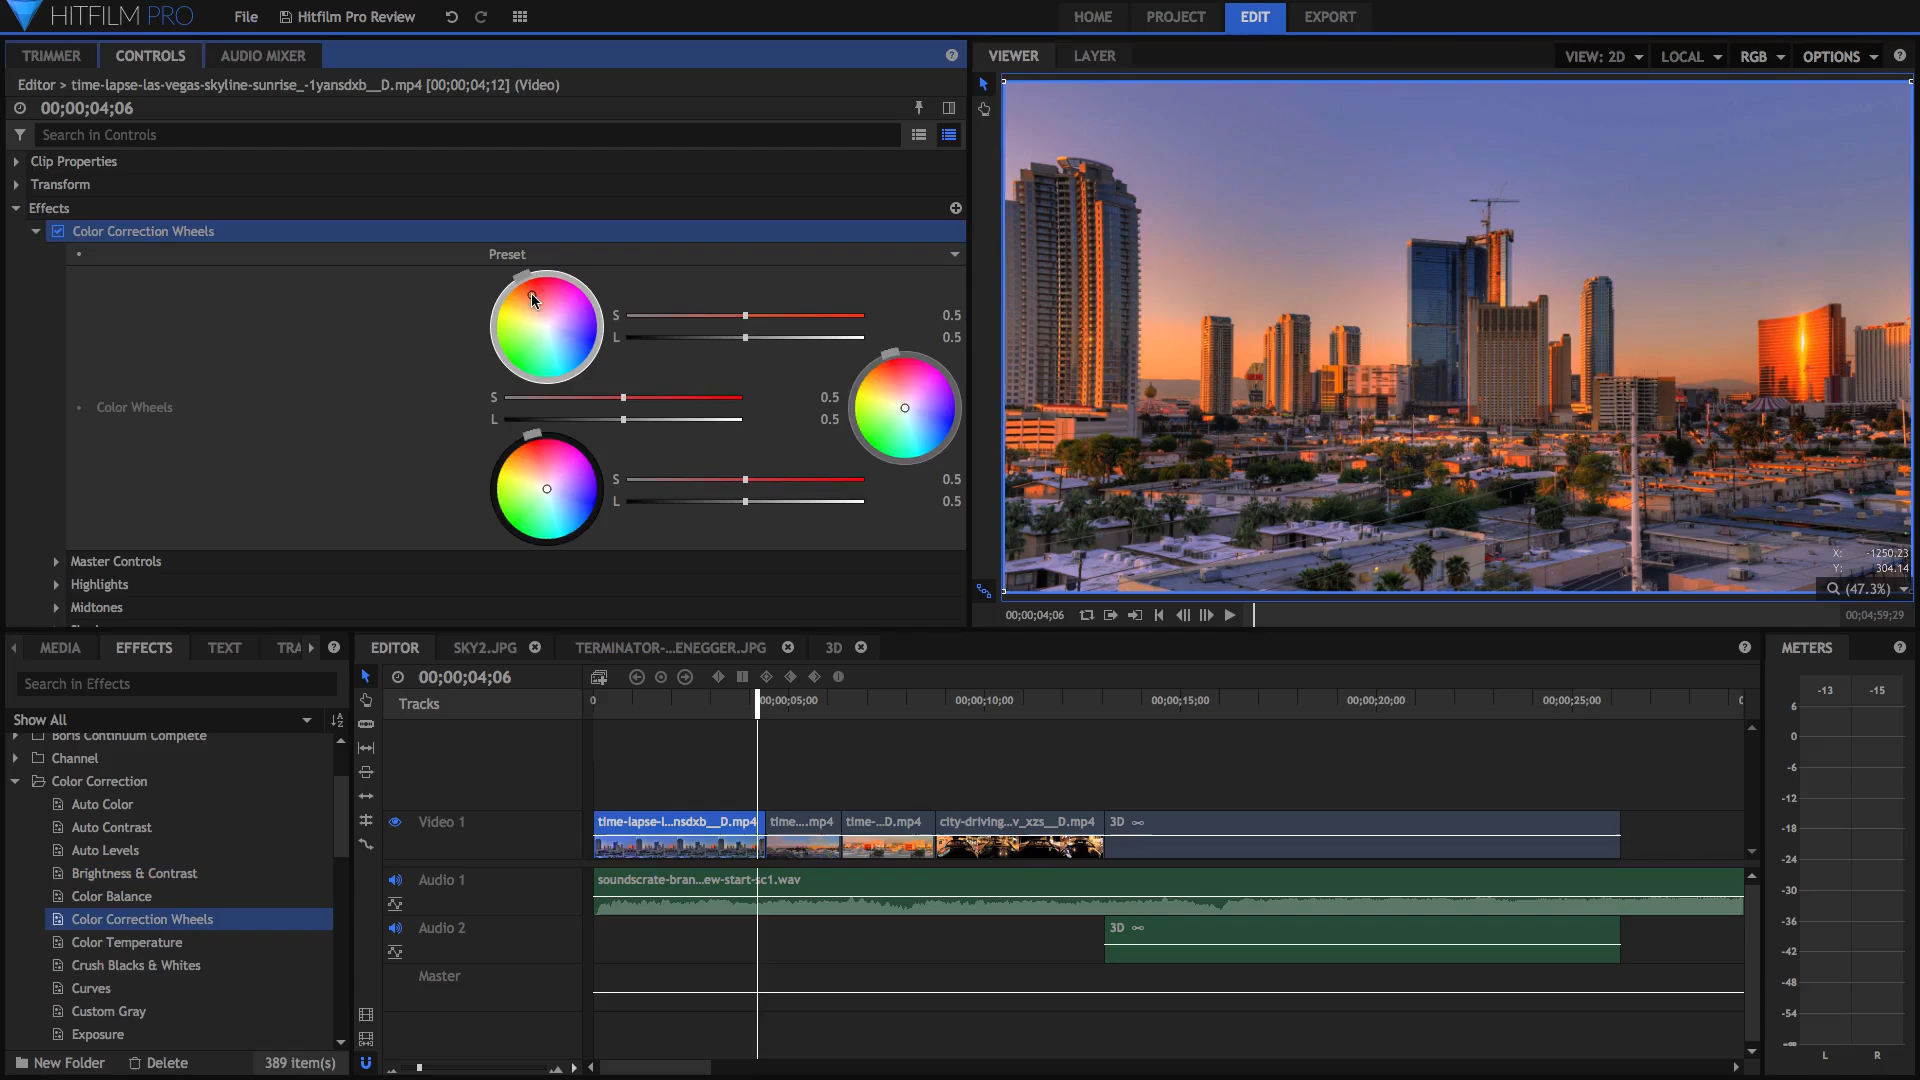 HITFILM PRO
File
Hitfilm Pro Review
HOME
PROJECT
EDIT
EXPORT
TRIMMER
CONTROLS
AUDIO MIXER
Editor > time-lapse-las-vegas-skyline-sunrise_-1yansdxb__D.mp4 [00;00;04;12] (Video)
00;00;04;06
Search in Controls
Clip Properties
Transform
Effects
Color Correction Wheels
Preset
S 0.5
L 0.5
Color Wheels
S 0.5
L 0.5
S 0.5
L 0.5
Master Controls
Highlights
Midtones
VIEWER
LAYER
VIEW: 2D
LOCAL
RGB
OPTIONS
X: -1250.23
Y: 304.14
(47.3%)
00;00;04;06
00;04;59;29
MEDIA
EFFECTS
TEXT
TRA
Search in Effects
Show All
Boris Continuum Complete
Channel
Color Correction
Auto Color
Auto Contrast
Auto Levels
Brightness & Contrast
Color Balance
Color Correction Wheels
Color Temperature
Crush Blacks & Whites
Curves
Custom Gray
Exposure
New Folder
Delete
389 item(s)
EDITOR
SKY2.JPG
TERMINATOR-...ENEGGER.JPG
3D
00;00;04;06
Tracks
0
00;00;05;00
00;00;10;00
00;00;15;00
00;00;20;00
00;00;25;00
Video 1
time-lapse-l...nsdxb__D.mp4
time....mp4
time-...D.mp4
city-driving...v_xzs__D.mp4
3D
Audio 1
soundscrate-bran...ew-start-sc1.wav
Audio 2
3D
Master
METERS
-13 -15
6
0
-6
-12
-18
-24
-30
-36
-42
-48
-54
-∞
L R